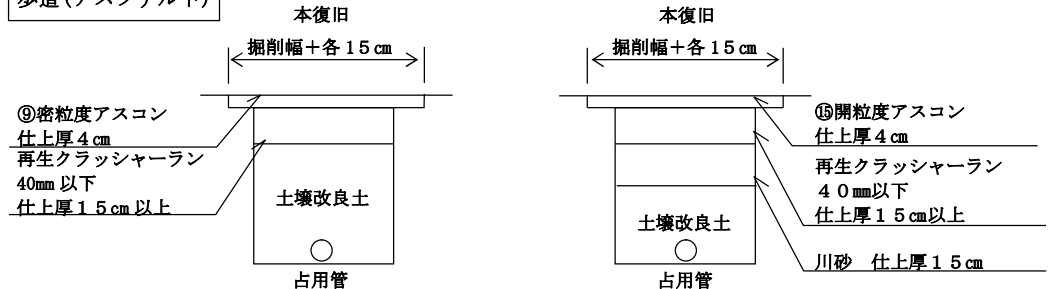 歩道(アスファルト)
本復旧
掘削幅+各15㎝
⑨密粒度アスコン
仕上厚4㎝
再生クラッシャーラン
40mm 以下
仕上厚15㎝以上
土壌改良土
占用管
本復旧
掘削幅+各15㎝
⑮開粒度アスコン
仕上厚4㎝
再生クラッシャーラン
40㎜以下
仕上厚15㎝以上
川砂 仕上厚15㎝
土壌改良土
占用管